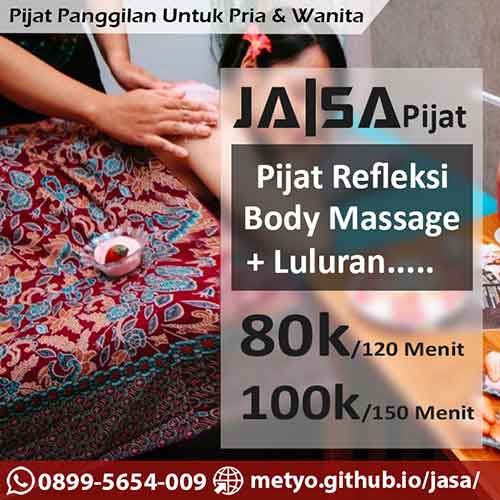 Pijat Panggilan Untuk Pria & Wanita
JA|SA Pijat
Pijat Refleksi
Body Massage
+ Luluran.....
80k/120 Menit
100k/150 Menit
0899-5654-009 metyo.github.io/jasa/